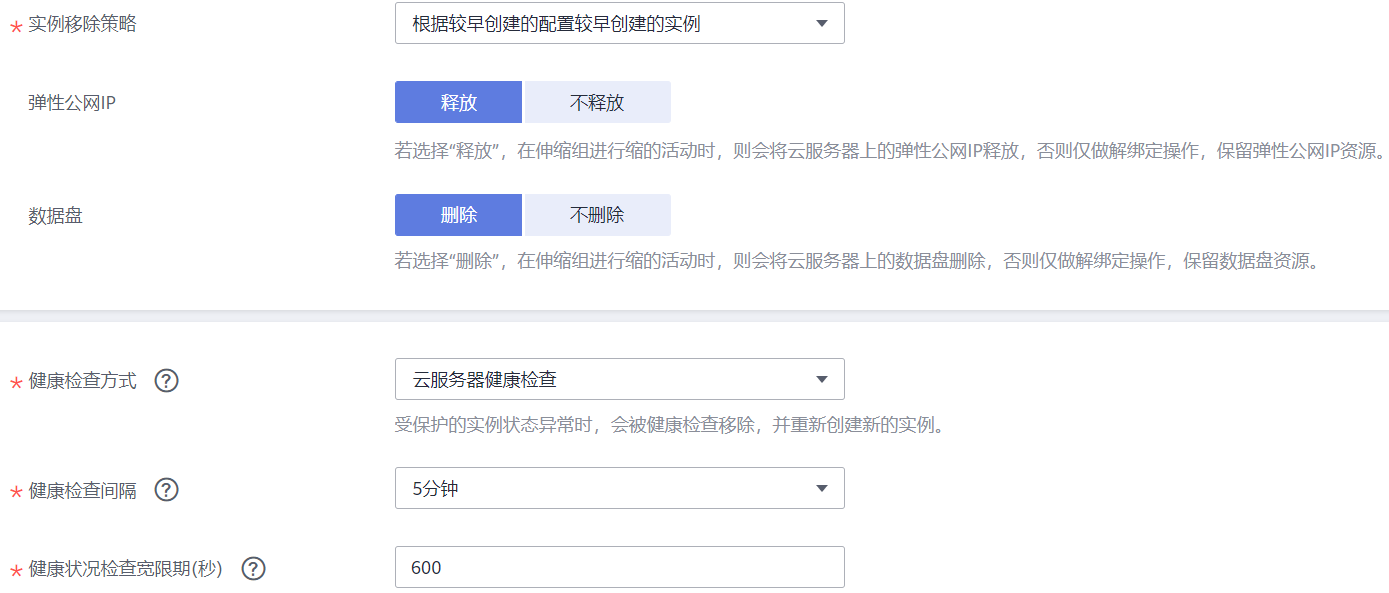 * 实例移除策略 根据较早创建的配置较早创建的实例
弹性公网IP 释放 不释放
若选择“释放”，在伸缩组进行缩的活动时，则会将云服务器上的弹性公网IP释放，否则仅做解绑定操作，保留弹性公网IP资源。
数据盘 删除 不删除
若选择“删除”，在伸缩组进行缩的活动时，则会将云服务器上的数据盘删除，否则仅做解绑定操作，保留数据盘资源。
* 健康检查方式 ? 云服务器健康检查
受保护的实例状态异常时，会被健康检查移除，并重新创建新的实例。
* 健康检查间隔 ? 5分钟
* 健康状况检查宽限期(秒) ? 600